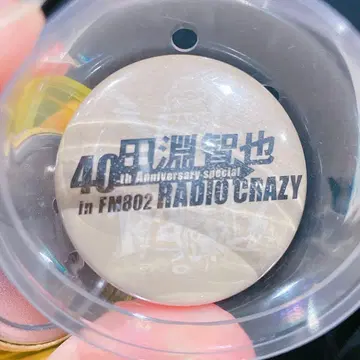 田淵智也
40th Anniversary special
in FM802 RADIO CRAZY